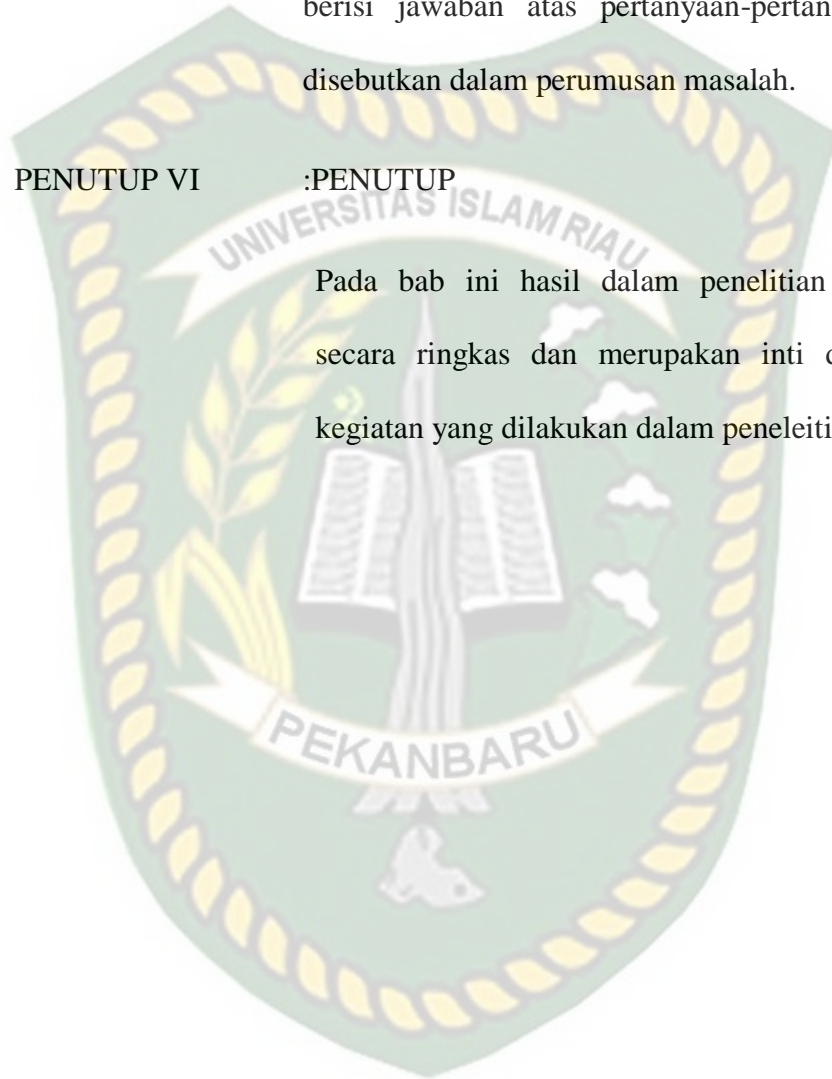 berisi jawaban atas pertanyaan-pertan
disebutkan dalam perumusan masalah.
PENUTUP VI :PENUTUP
UNIVERSITAS ISLAM RIAU
Pada bab ini hasil dalam penelitian
secara ringkas dan merupakan inti
kegiatan yang dilakukan dalam peneleiti
PEKANBARU